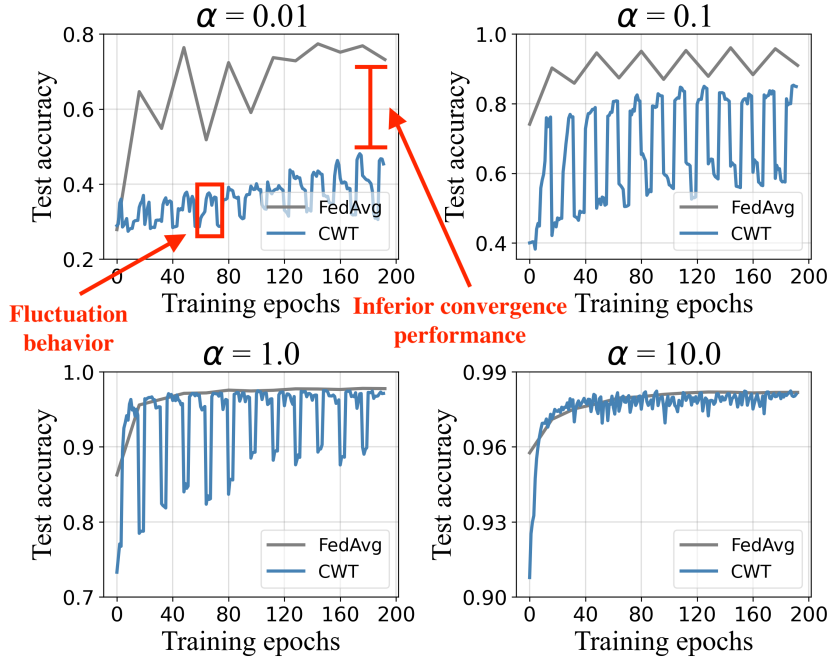 α = 0.01
Test accuracy
0.8
0.6
0.4
0.2
0 40 80 120 160 200
Training epochs
FedAvg
CWT
α = 0.1
Test accuracy
1.0
0.8
0.6
0.4
0 40 80 120 160 200
Training epochs
FedAvg
CWT
Fluctuation
behavior
Inferior convergence
performance
α = 1.0
Test accuracy
1.0
0.9
0.8
0.7
0 40 80 120 160 200
Training epochs
FedAvg
CWT
α = 10.0
Test accuracy
0.99
0.96
0.93
0.90
0 40 80 120 160 200
Training epochs
FedAvg
CWT